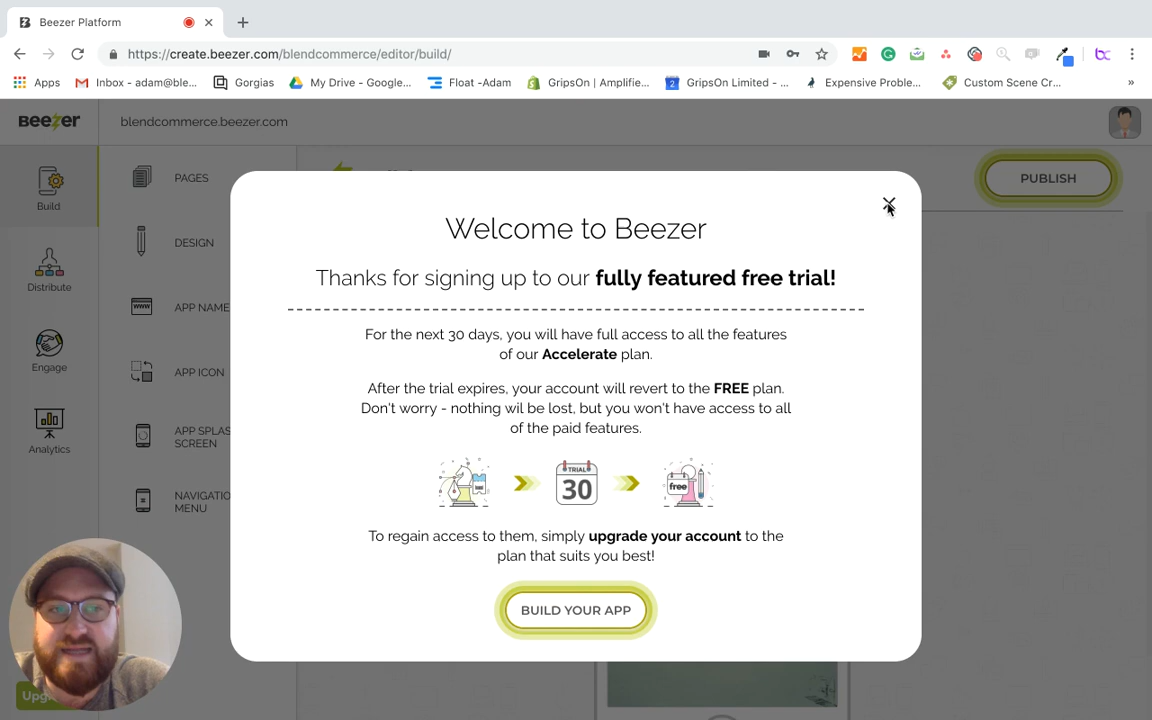 Beezer Platform
https://create.beezer.com/blendcommerce/editor/build/
Apps
Inbox - adam@ble...
Gorgias
My Drive - Google...
Float -Adam
GripsOn | Amplifie...
GripsOn Limited - ...
Expensive Proble...
Custom Scene Cr...
»
BEEZER
blendcommerce.beezer.com
Build
PAGES
PUBLISH
DESIGN
Distribute
APP NAME
Engage
APP ICON
Analytics
APP SPLAS
SCREEN
NAVIGATIO
MENU
Welcome to Beezer
Thanks for signing up to our fully featured free trial!
For the next 30 days, you will have full access to all the features
of our Accelerate plan.
After the trial expires, your account will revert to the FREE plan.
Don't worry - nothing wil be lost, but you won't have access to all
of the paid features.
TRIAL
30
free
To regain access to them, simply upgrade your account to the
plan that suits you best!
BUILD YOUR APP
Upg